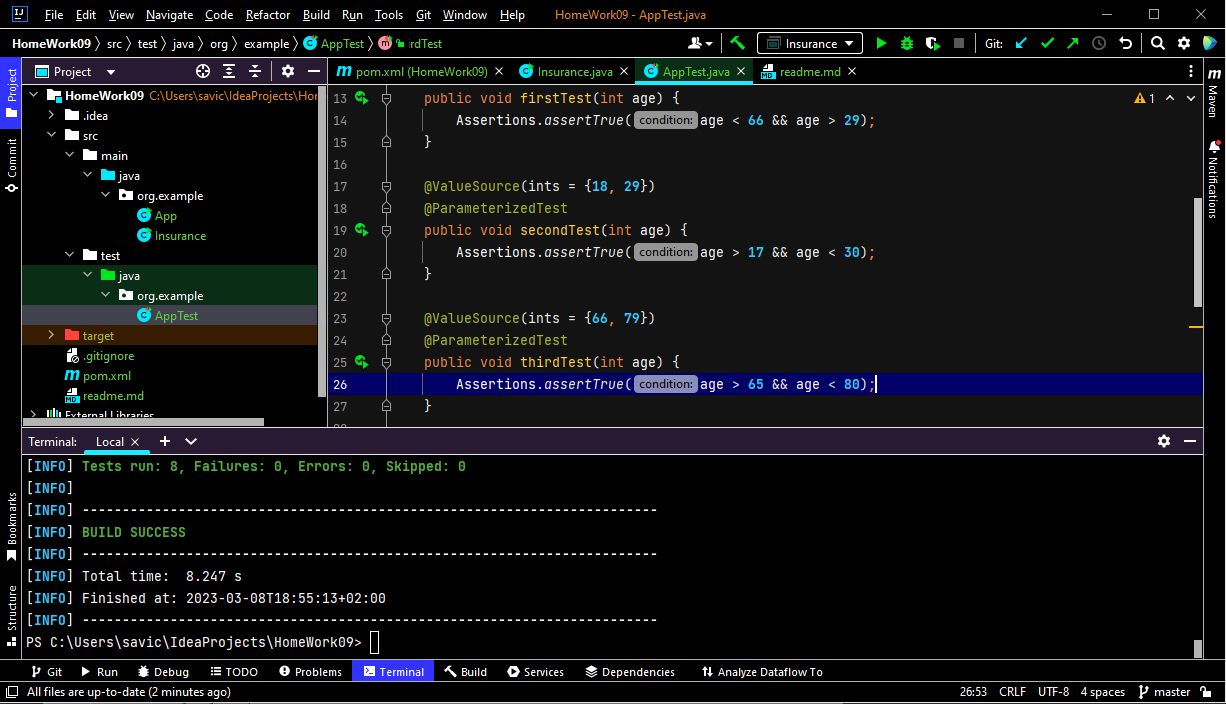 File Edit View Navigate Code Refactor Build Run Tools Git Window Help HomeWork09 - AppTest.java
HomeWork09 src test java org example AppTest rdTest Insurance Git:
Project
pom.xml (HomeWork09) Insurance.java AppTest.java readme.md
HomeWork09 C:\Users\savic\IdeaProjects\Hor
.idea
src
main
java
org.example
App
Insurance
test
java
org.example
AppTest
target
.gitignore
pom.xml
readme.md
External Libraries
13 public void firstTest(int age) {
14 Assertions.assertTrue( condition: age < 66 && age > 29);
15 }
16
17 @ValueSource(ints = {18, 29})
18 @ParameterizedTest
19 public void secondTest(int age) {
20 Assertions.assertTrue( condition: age > 17 && age < 30);
21 }
22
23 @ValueSource(ints = {66, 79})
24 @ParameterizedTest
25 public void thirdTest(int age) {
26 Assertions.assertTrue( condition: age > 65 && age < 80);
27 }
1
Project
Commit
Bookmarks
Structure
m
Maven
Notifications
Terminal: Local
[INFO] Tests run: 8, Failures: 0, Errors: 0, Skipped: 0
[INFO]
[INFO] ------------------------------------------------------------------------
[INFO] BUILD SUCCESS
[INFO] ------------------------------------------------------------------------
[INFO] Total time:  8.247 s
[INFO] Finished at: 2023-03-08T18:55:13+02:00
[INFO] ------------------------------------------------------------------------
PS C:\Users\savic\IdeaProjects\HomeWork09>
Git Run Debug TODO Problems Terminal Build Services Dependencies Analyze Dataflow To
All files are up-to-date (2 minutes ago) 26:53 CRLF UTF-8 4 spaces master